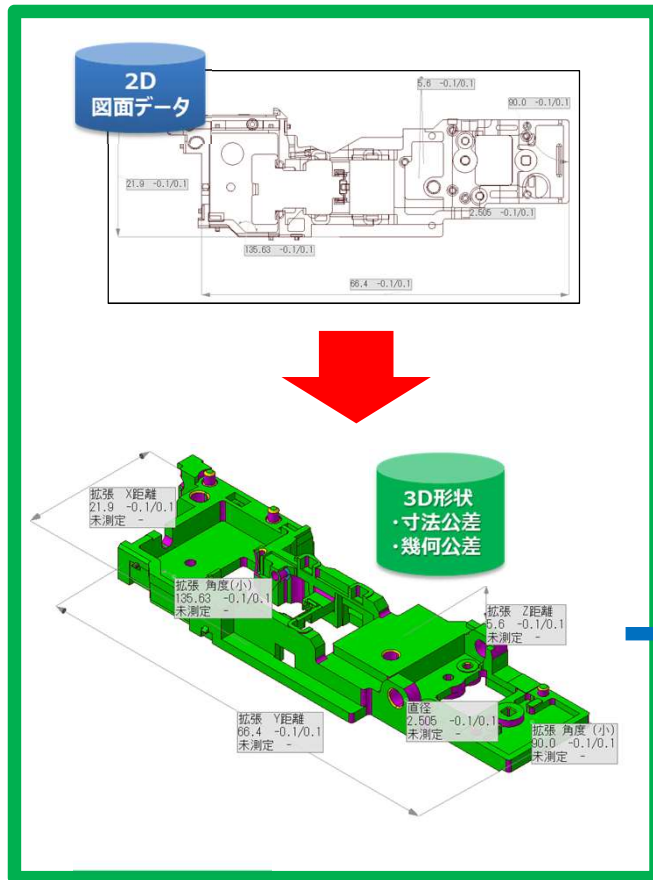 2D
図面データ
5.6 -0.1/0.1
90.0 -0.1/0.1
21.9 -0.1/0.1
2.505 -0.1/0.1
135.63 -0.1/0.1
66.4 -0.1/0.1
3D形状
・寸法公差
・幾何公差
拡張 X距離
21.9 -0.1/0.1
未測定 -
拡張 角度(小)
135.63 -0.1/0.1
未測定 -
拡張 Z距離
5.6 -0.1/0.1
未測定 -
直径
2.505 -0.1/0.1
未測定 -
拡張 Y距離
66.4 -0.1/0.1
未測定 -
拡張 角度(小)
90.0 -0.1/0.1
未測定 -